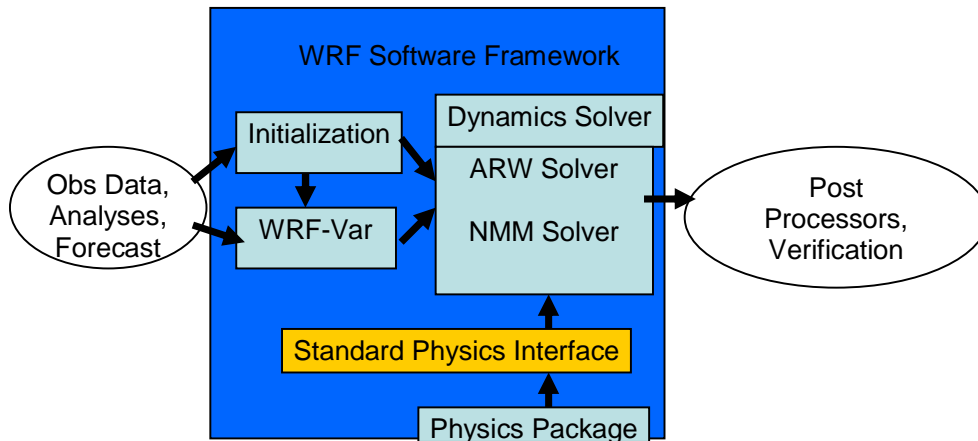 WRF Software Framework
Dynamics Solver
Initialization
ARW Solver
Obs Data,
Analyses,
Forecast
WRF-Var
NMM Solver
Post
Processors,
Verification
Standard Physics Interface
Physics Package